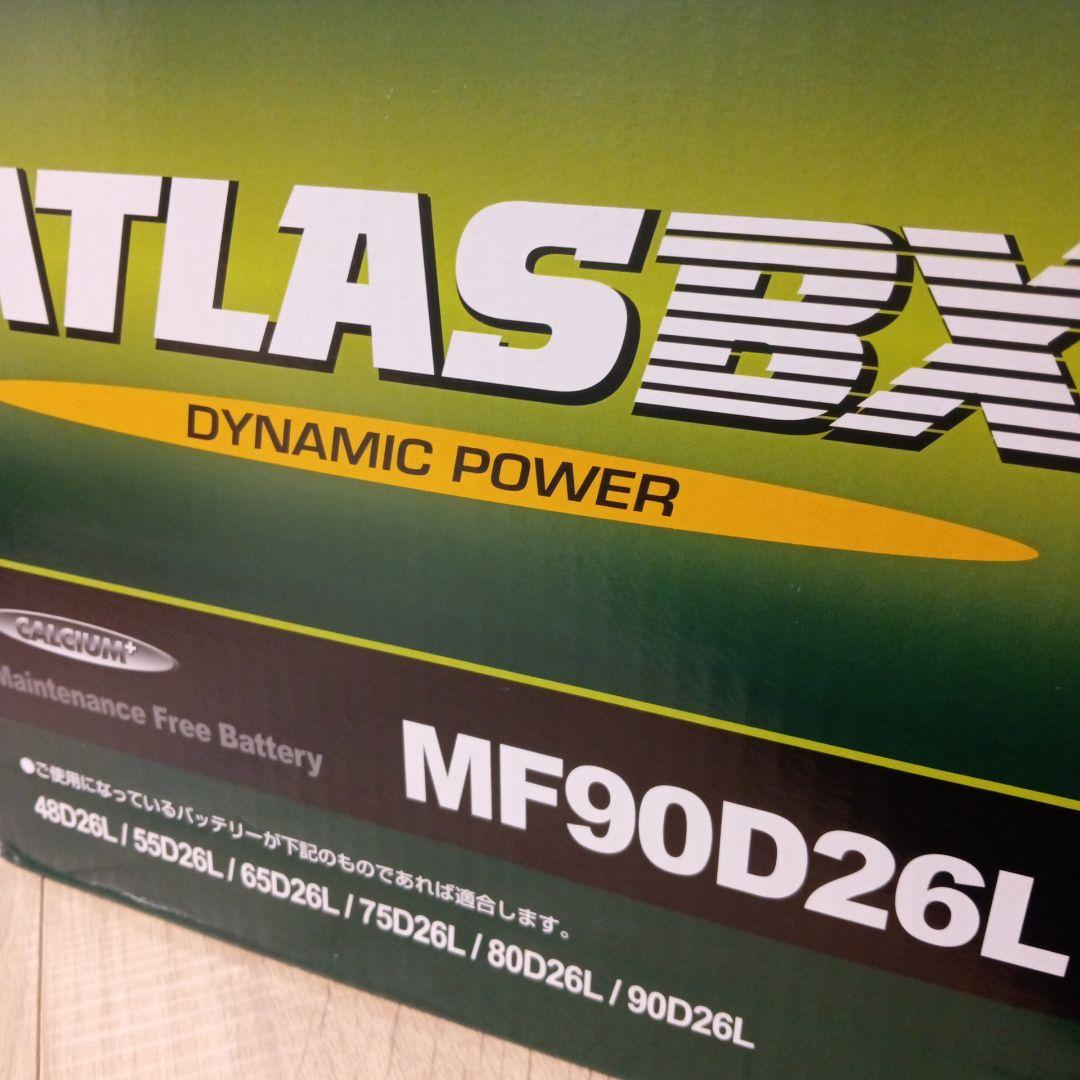 ATLASBX
DYNAMIC POWER
CALCIUM+
Maintenance Free Battery
MF90D26L
●ご使用になっているバッテリーが下記のものであれば適合します。
48D26L / 55D26L / 65D26L / 75D26L / 80D26L / 90D26L